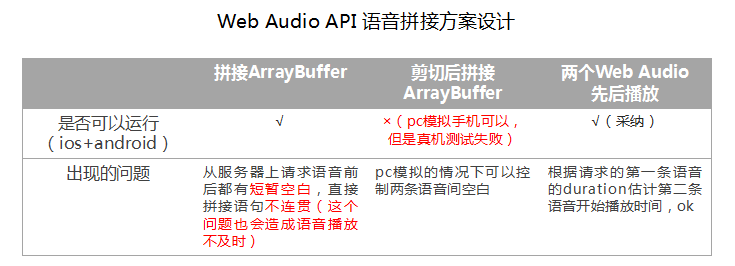 Web Audio API 语音拼接方案设计
拼接ArrayBuffer
剪切后拼接
ArrayBuffer
两个Web Audio
先后播放
是否可以运行
（ios+android）
√
×（pc模拟手机可以，
但是真机测试失败）
√（采纳）
出现的问题
从服务器上请求语音前
后都有短暂空白，直接
拼接语句不连贯（这个
问题也会造成语音播放
不及时）
pc模拟的情况下可以控
制两条语音间空白
根据请求的第一条语音
的duration估计第二条
语音开始播放时间，ok